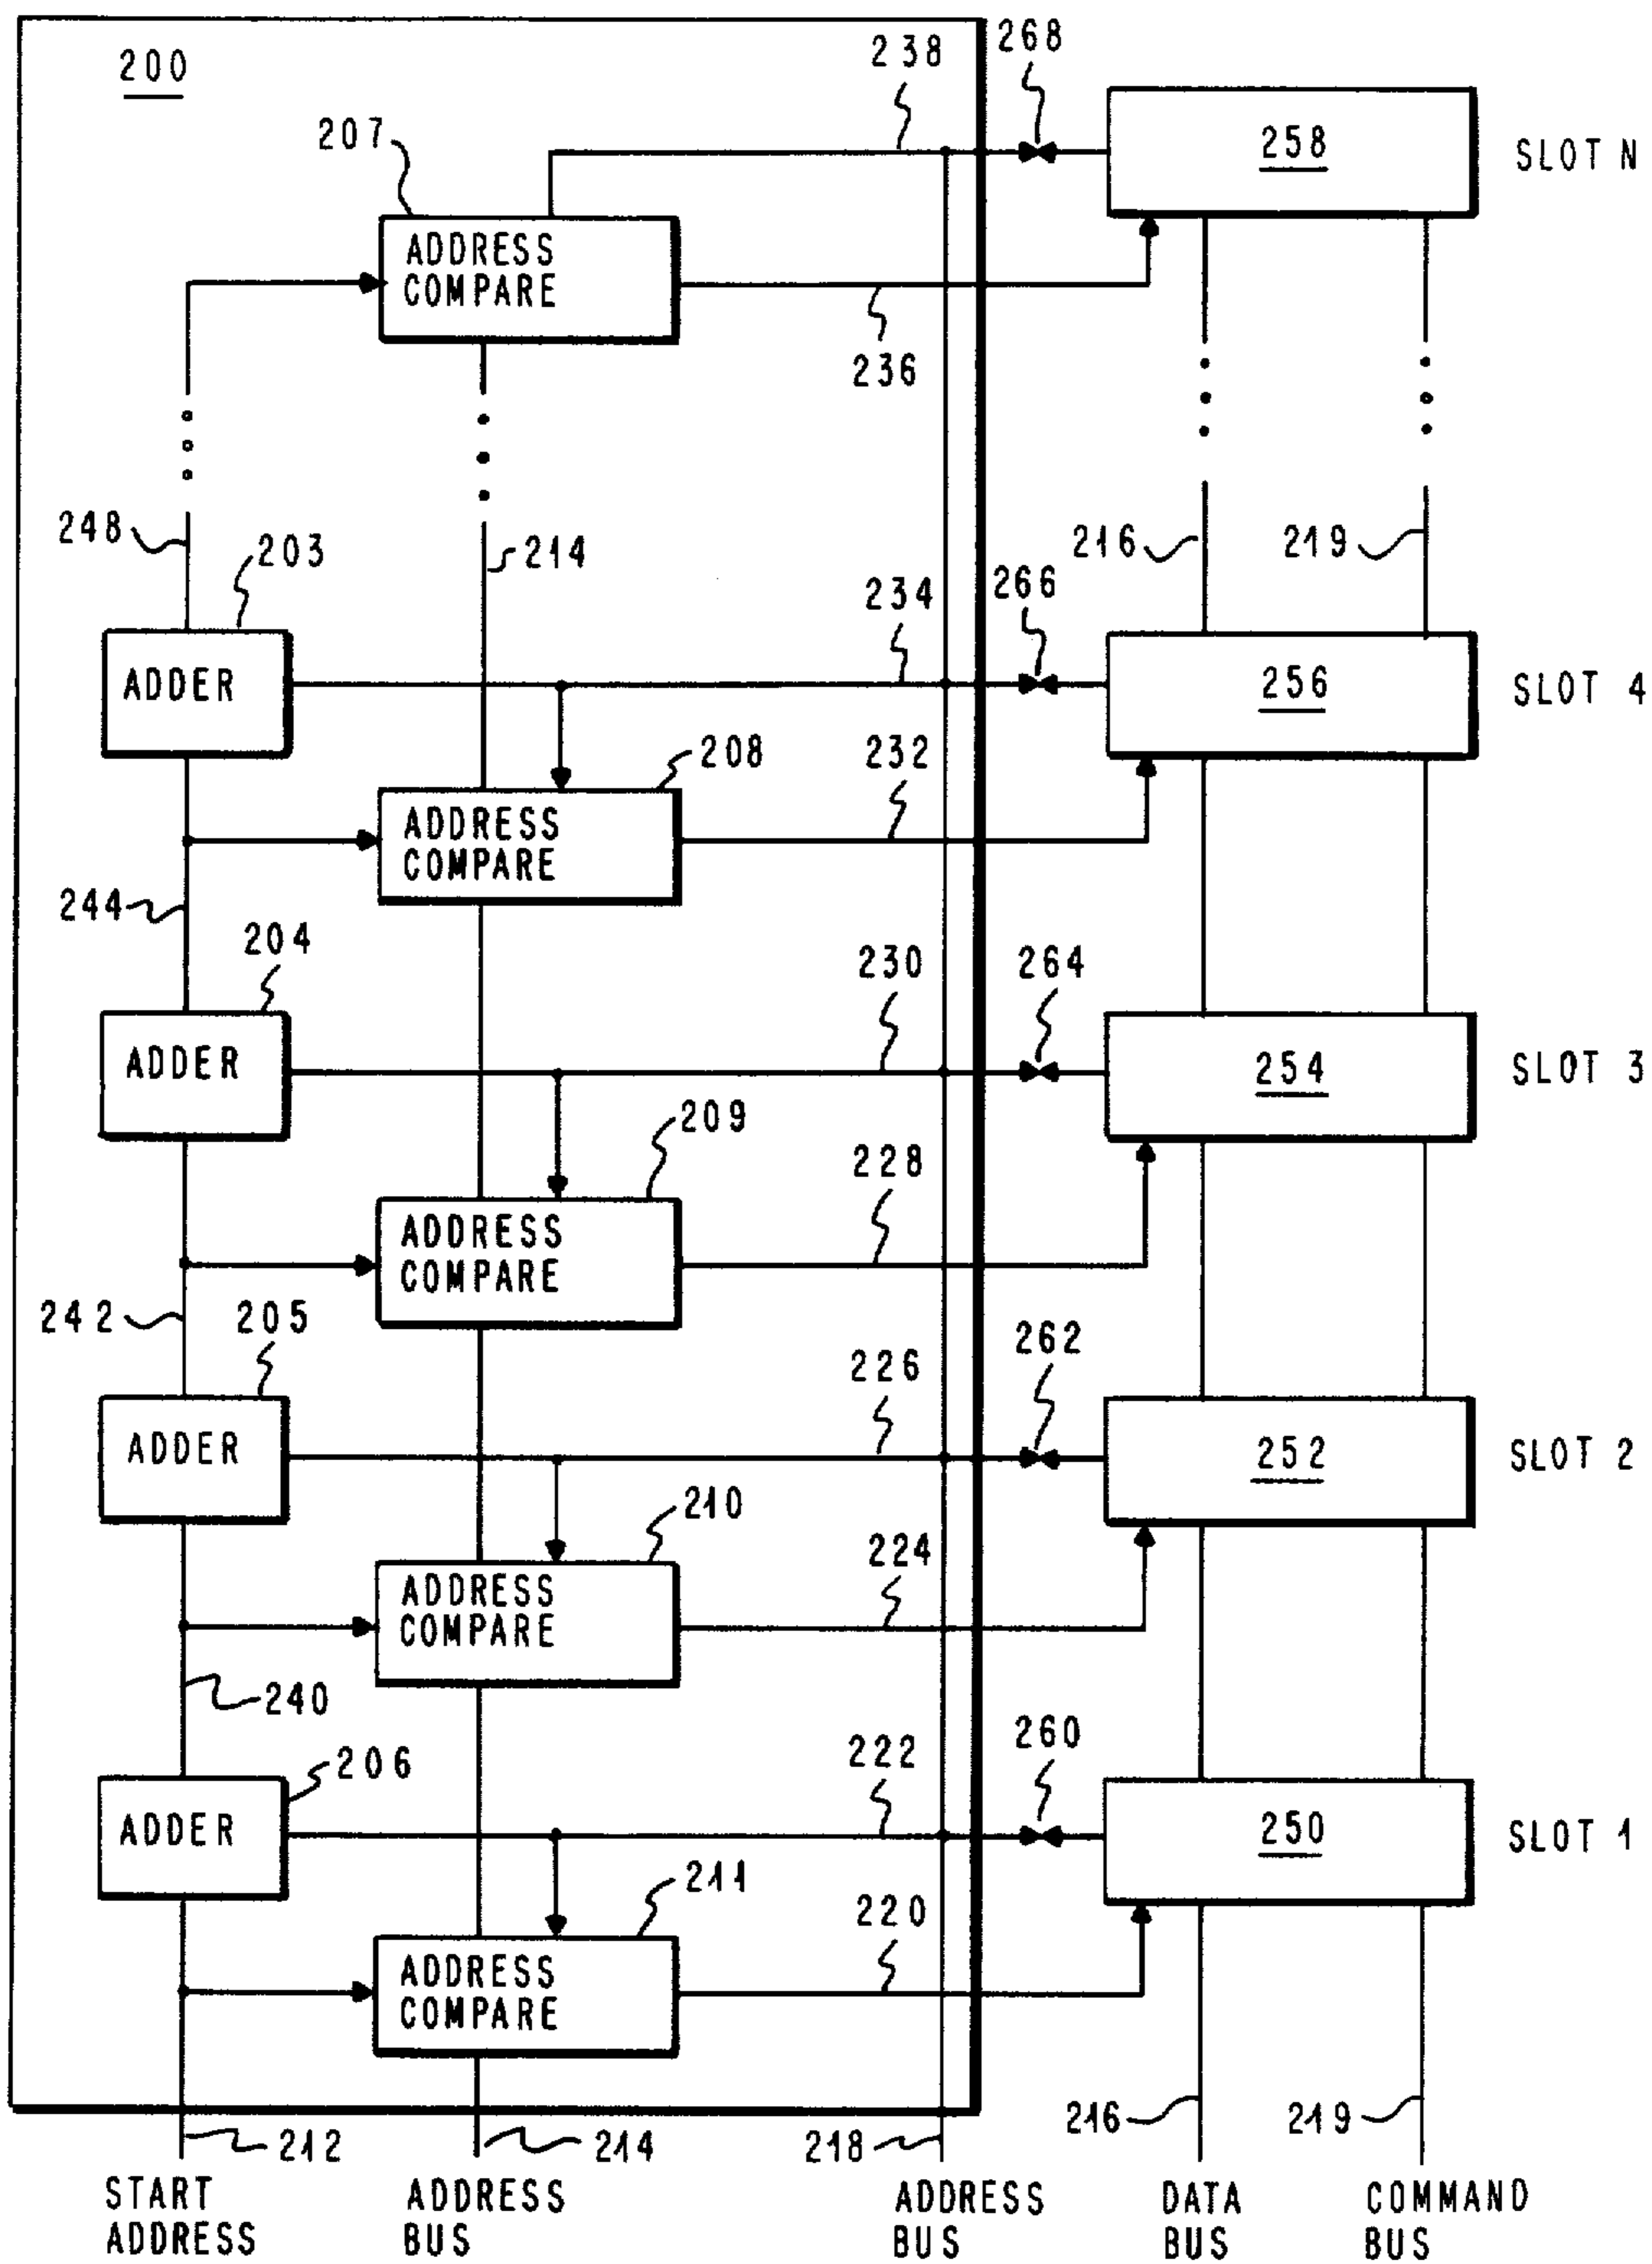 200
238
268
207
258
SLOT N
ADDRESS
COMPARE
236
248
203
214
216
219
234
266
ADDER
256
SLOT 4
208
232
ADDRESS
COMPARE
244
204
230
264
ADDER
254
SLOT 3
209
228
ADDRESS
COMPARE
242
205
226
262
ADDER
252
SLOT 2
210
224
ADDRESS
COMPARE
240
206
222
260
ADDER
250
SLOT 1
211
220
ADDRESS
COMPARE
212
214
218
216
219
START
ADDRESS
ADDRESS
BUS
ADDRESS
BUS
DATA
BUS
COMMAND
BUS